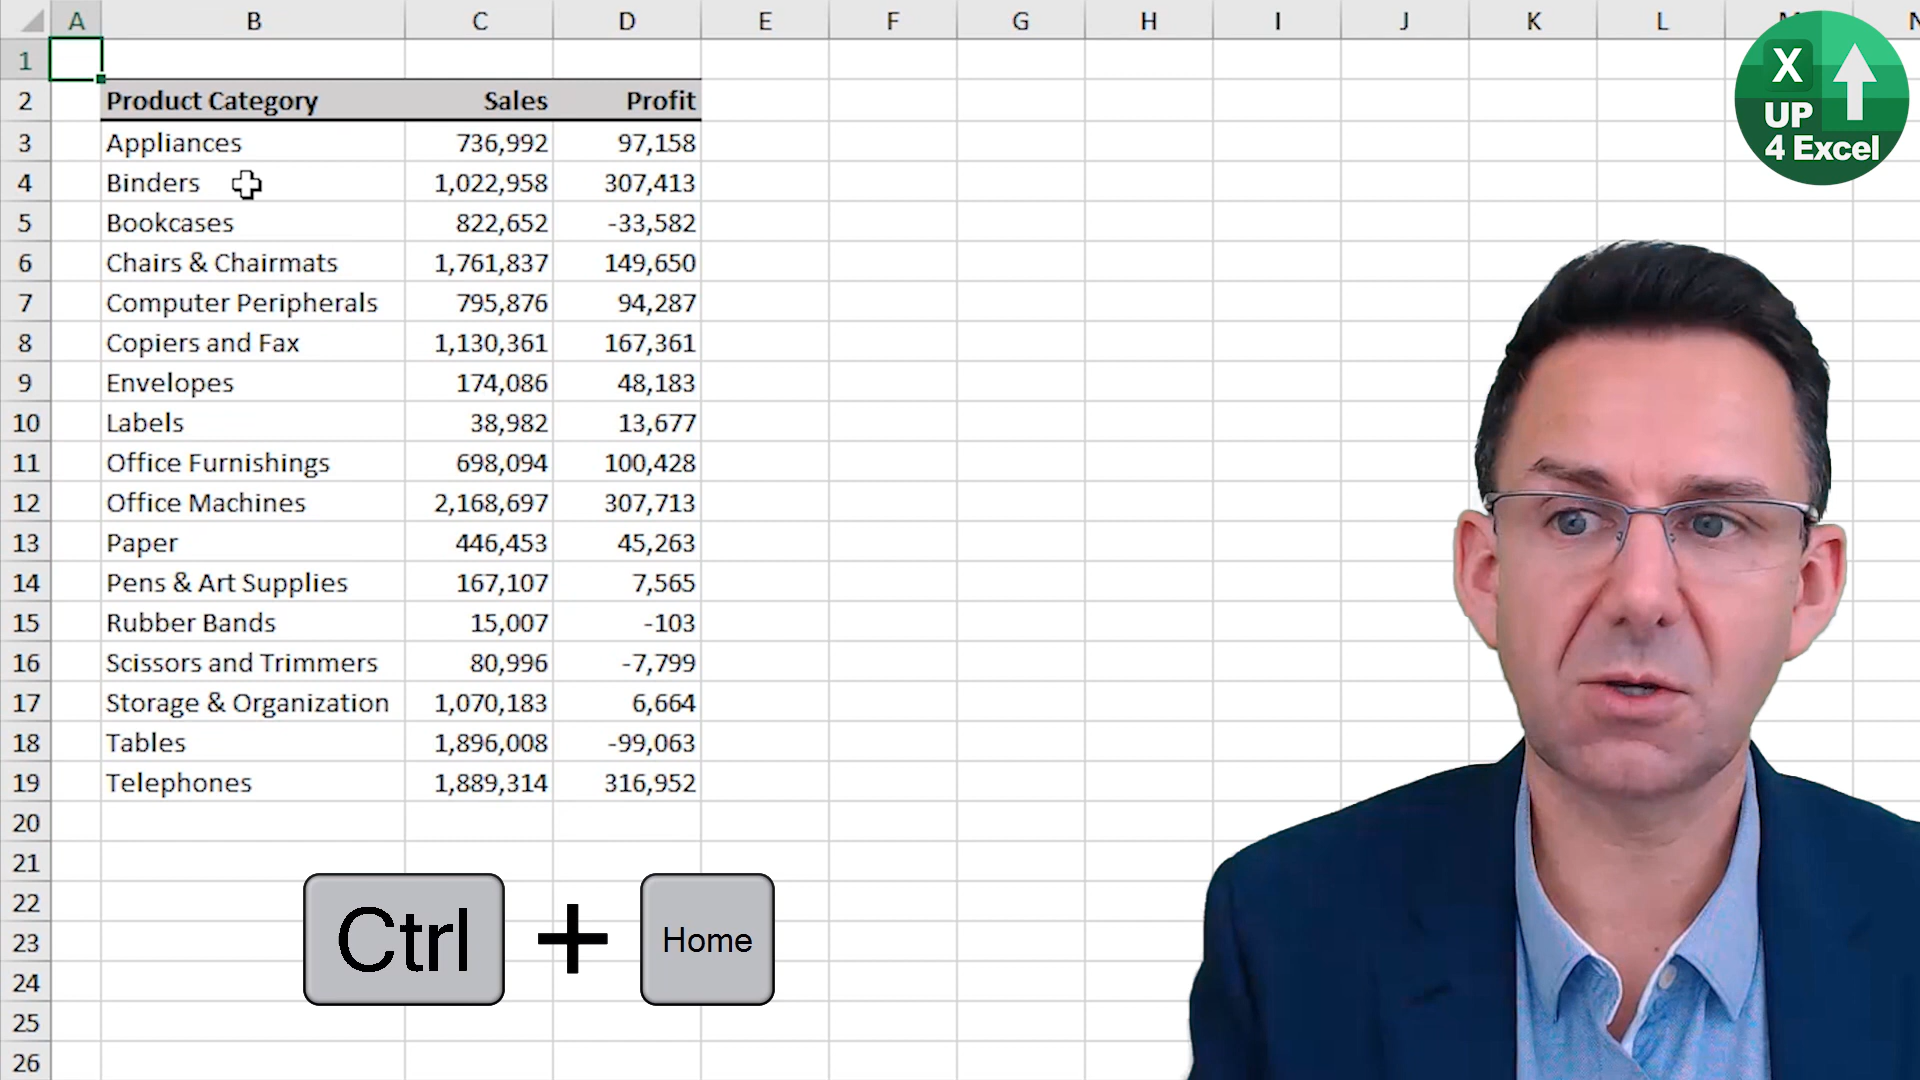 A B C D E F G H I J K L M N
1
2 Product Category Sales Profit
3 Appliances 736,992 97,158
4 Binders 1,022,958 307,413
5 Bookcases 822,652 -33,582
6 Chairs & Chairmats 1,761,837 149,650
7 Computer Peripherals 795,876 94,287
8 Copiers and Fax 1,130,361 167,361
9 Envelopes 174,086 48,183
10 Labels 38,982 13,677
11 Office Furnishings 698,094 100,428
12 Office Machines 2,168,697 307,713
13 Paper 446,453 45,263
14 Pens & Art Supplies 167,107 7,565
15 Rubber Bands 15,007 -103
16 Scissors and Trimmers 80,996 -7,799
17 Storage & Organization 1,070,183 6,664
18 Tables 1,896,008 -99,063
19 Telephones 1,889,314 316,952
20
21
22
23
24
25
26
Ctrl + Home
X
UP
4 Excel